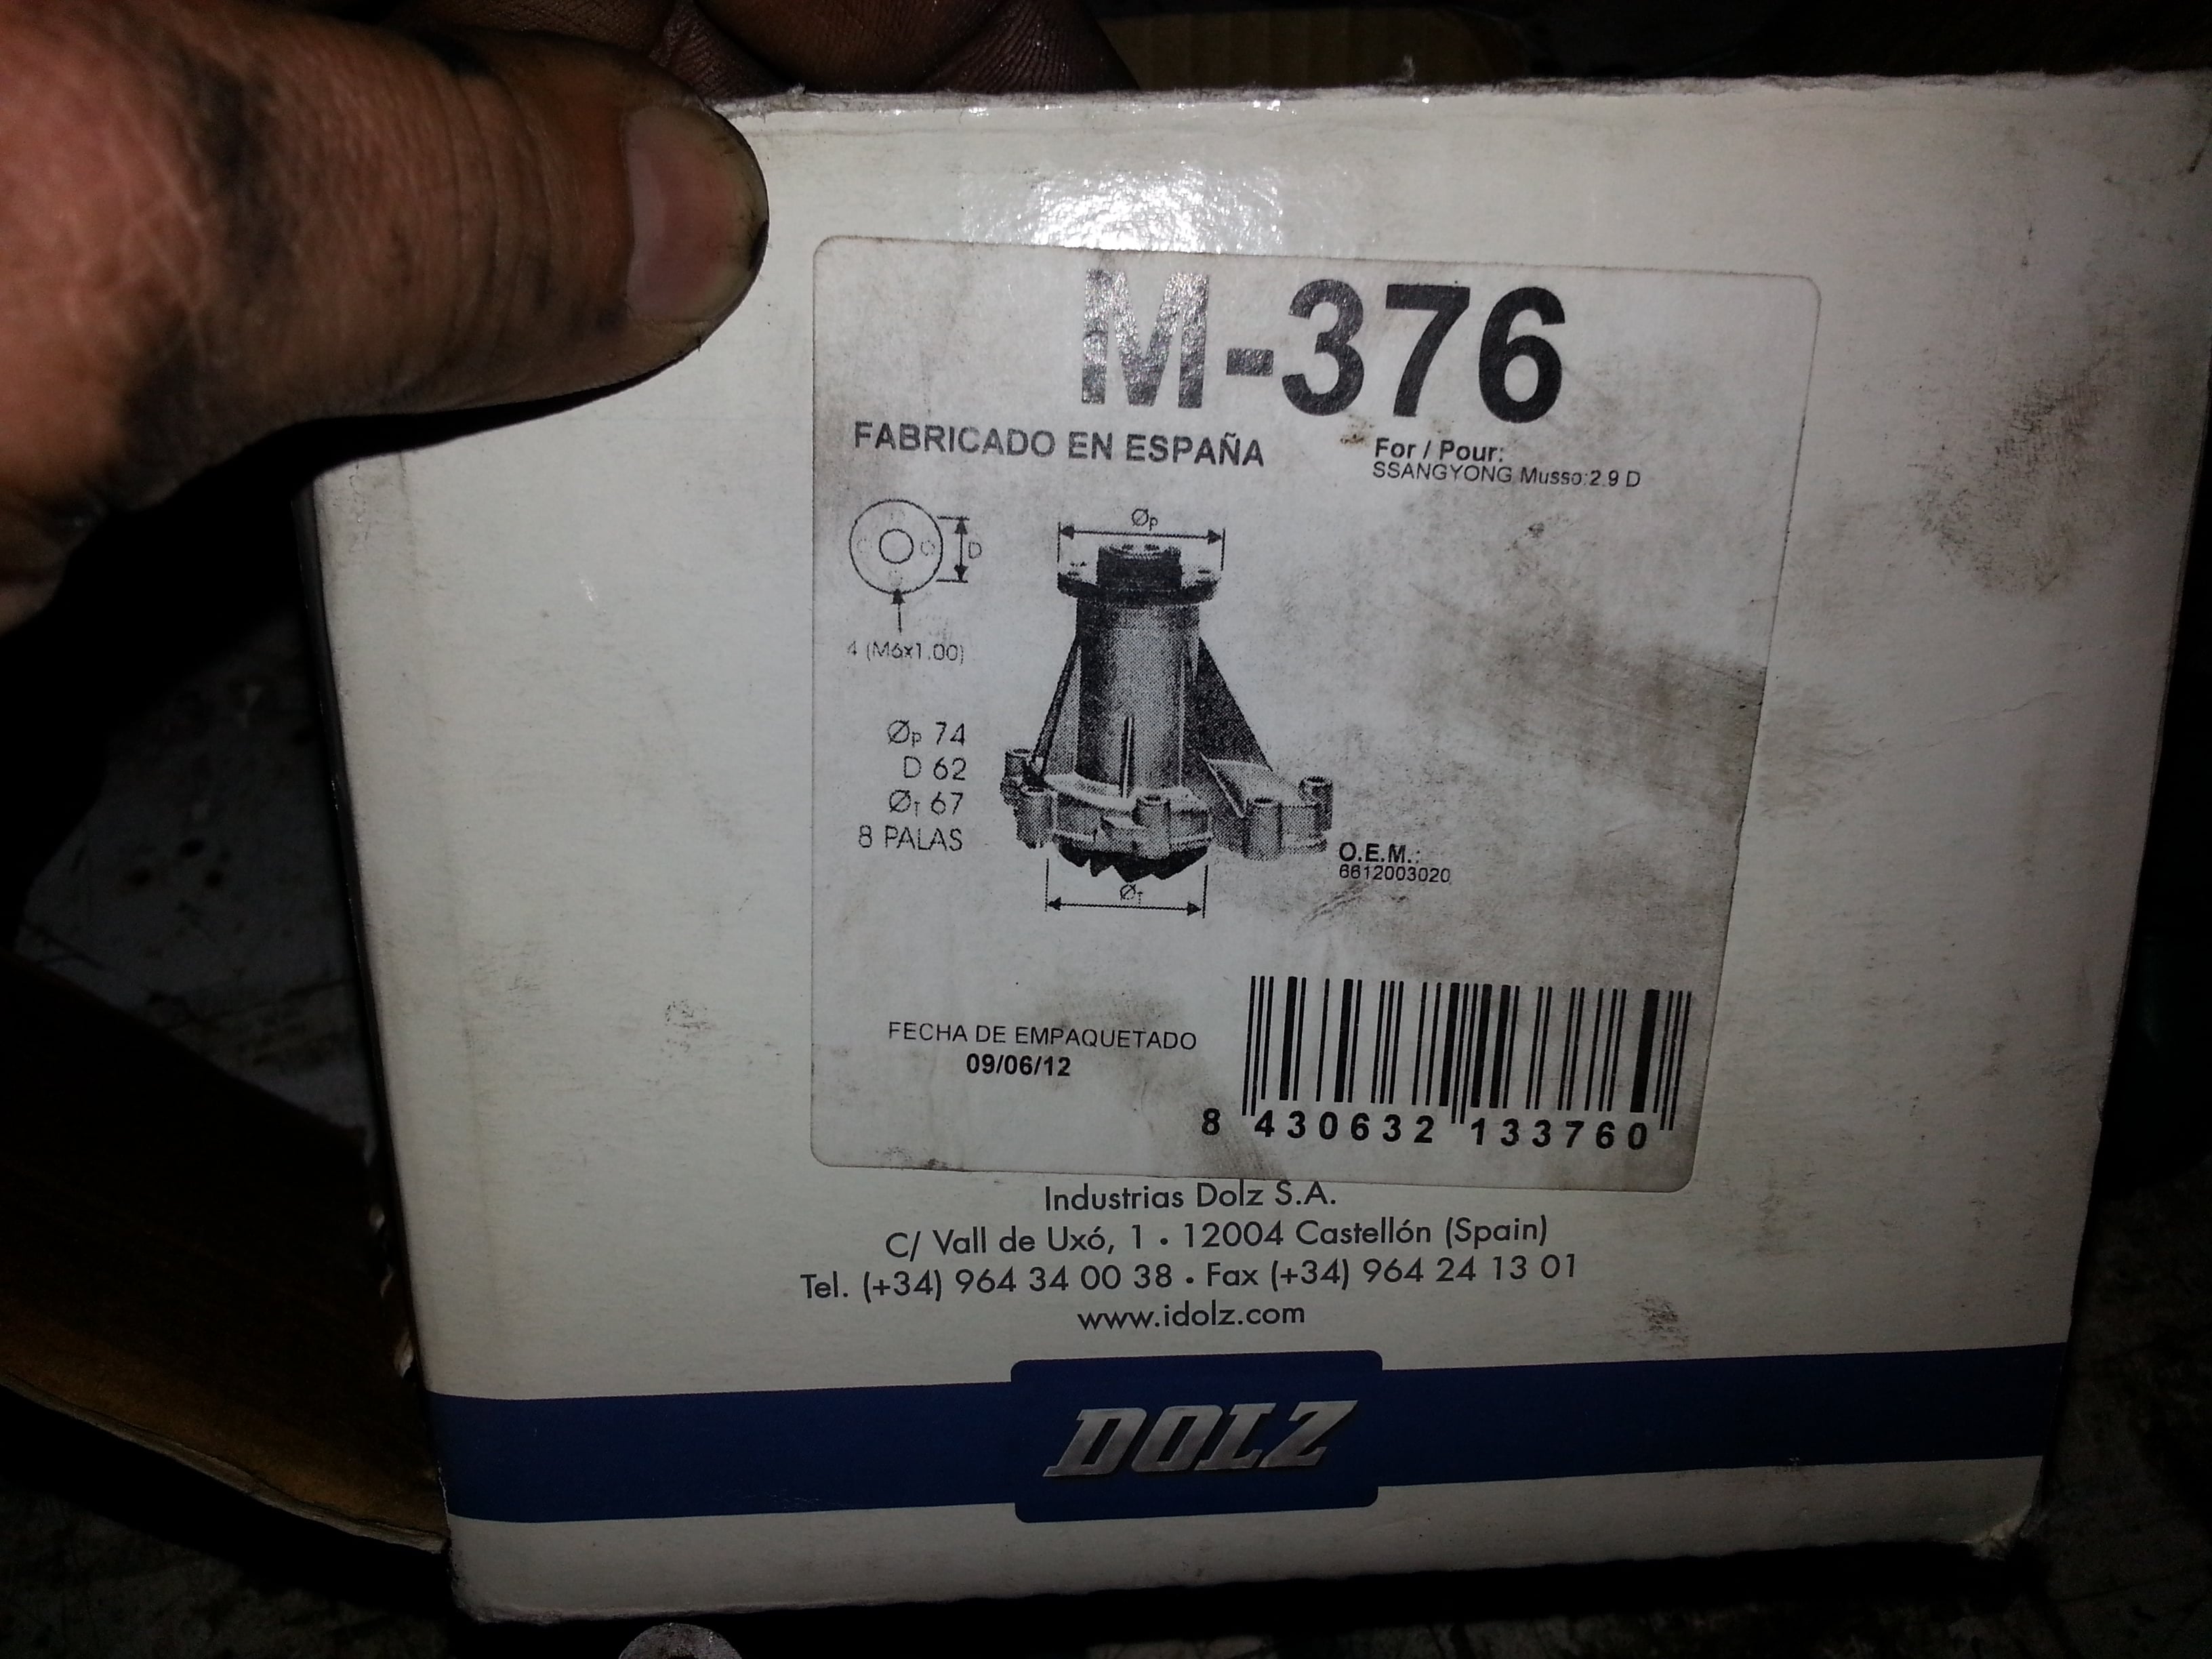 M-376
FABRICADO EN ESPAÑA
For / Pour:
SSANGYONG Musso:2.9 D
Øp
D
4 (M6x1.00)
Øp 74
D 62
ØT 67
8 PALAS
O.E.M.:
6612003020
ØT
FECHA DE EMPAQUETADO
09/06/12
8 430632 133760
Industrias Dolz S.A.
C/ Vall de Uxó, 1 • 12004 Castellón (Spain)
Tel. (+34) 964 34 00 38 • Fax (+34) 964 24 13 01
www.idolz.com
DOLZ